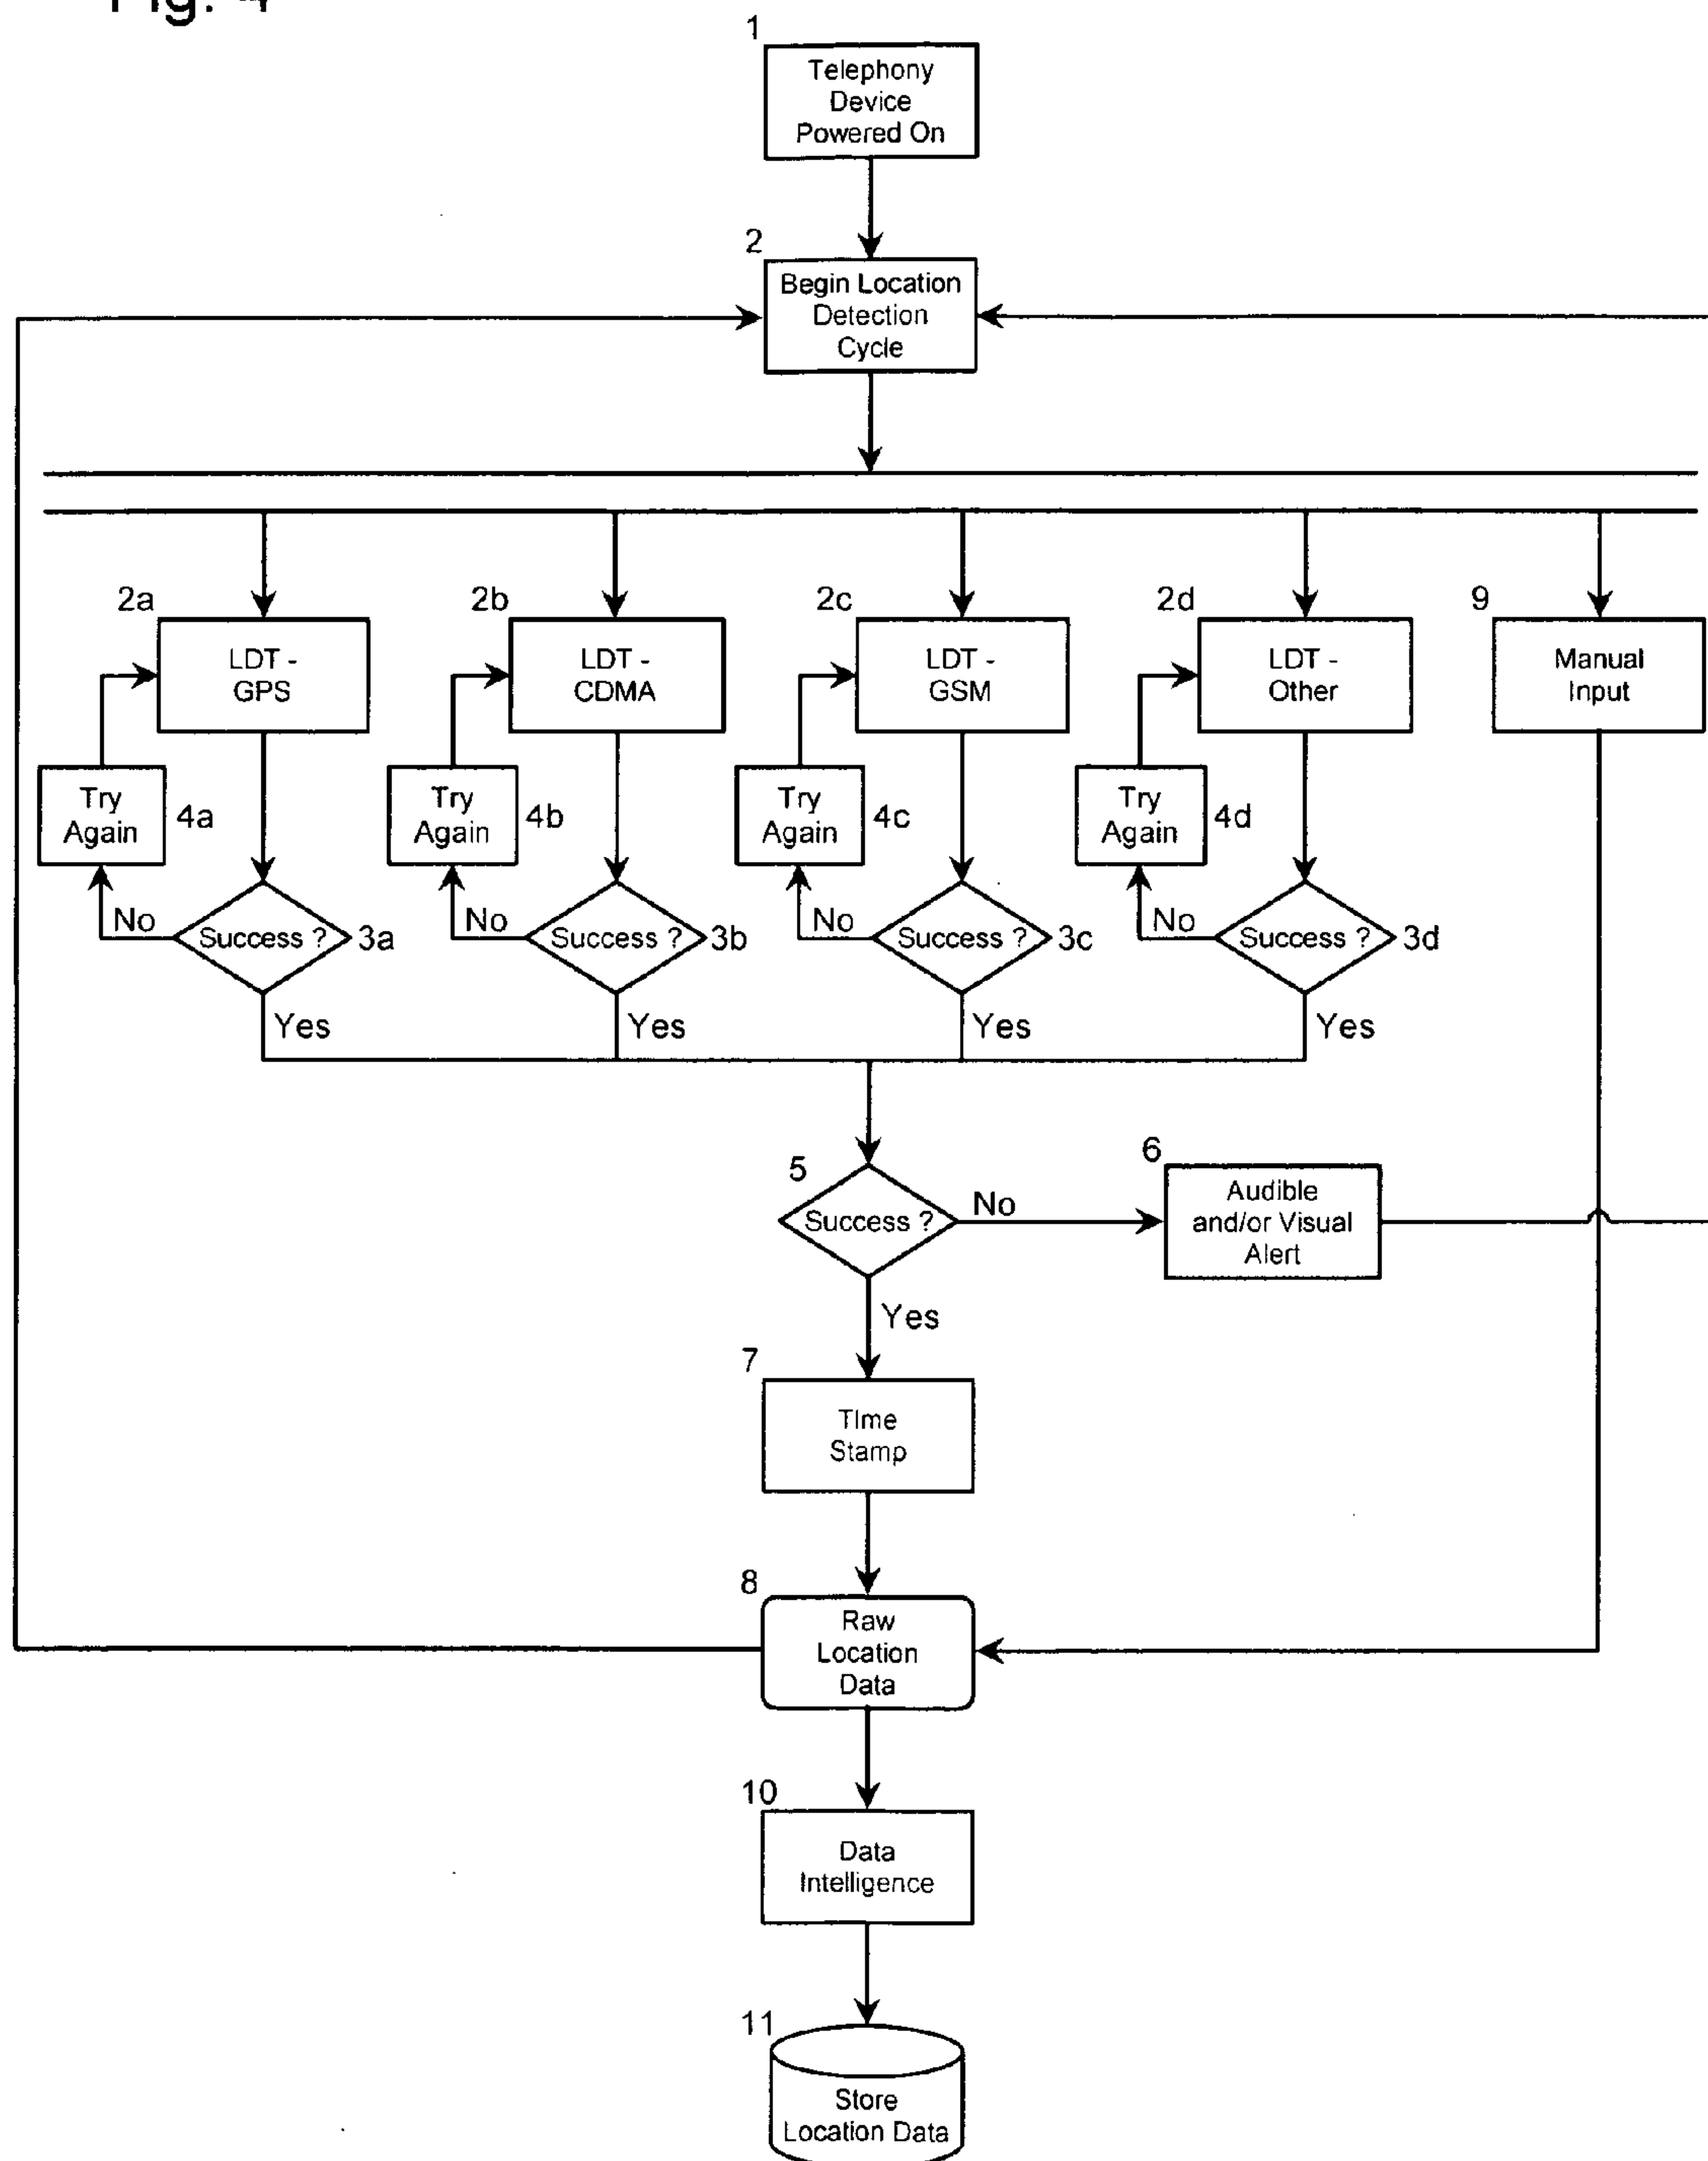 Fig. 4
1
Telephony
Device
Powered On
2
Begin Location
Detection
Cycle
2a
LDT -
GPS
2b
LDT -
CDMA
2c
LDT -
GSM
2d
LDT -
Other
9
Manual
Input
Try
Again
4a
Try
Again
4b
Try
Again
4c
Try
Again
4d
No
Success ?
3a
No
Success ?
3b
No
Success ?
3c
No
Success ?
3d
Yes
Yes
Yes
Yes
5
Success ?
No
6
Audible
and/or Visual
Alert
Yes
7
TIme
Stamp
8
Raw
Location
Data
10
Data
Intelligence
11
Store
Location Data